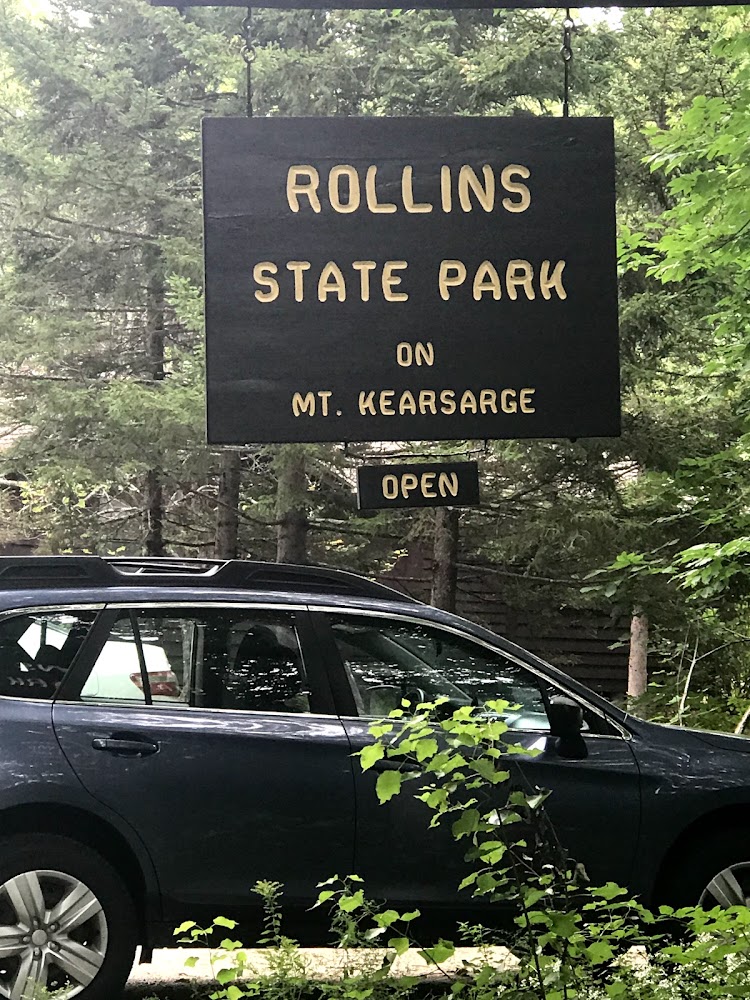 ROLLINS
STATE PARK
ON
MT. KEARSARGE
OPEN